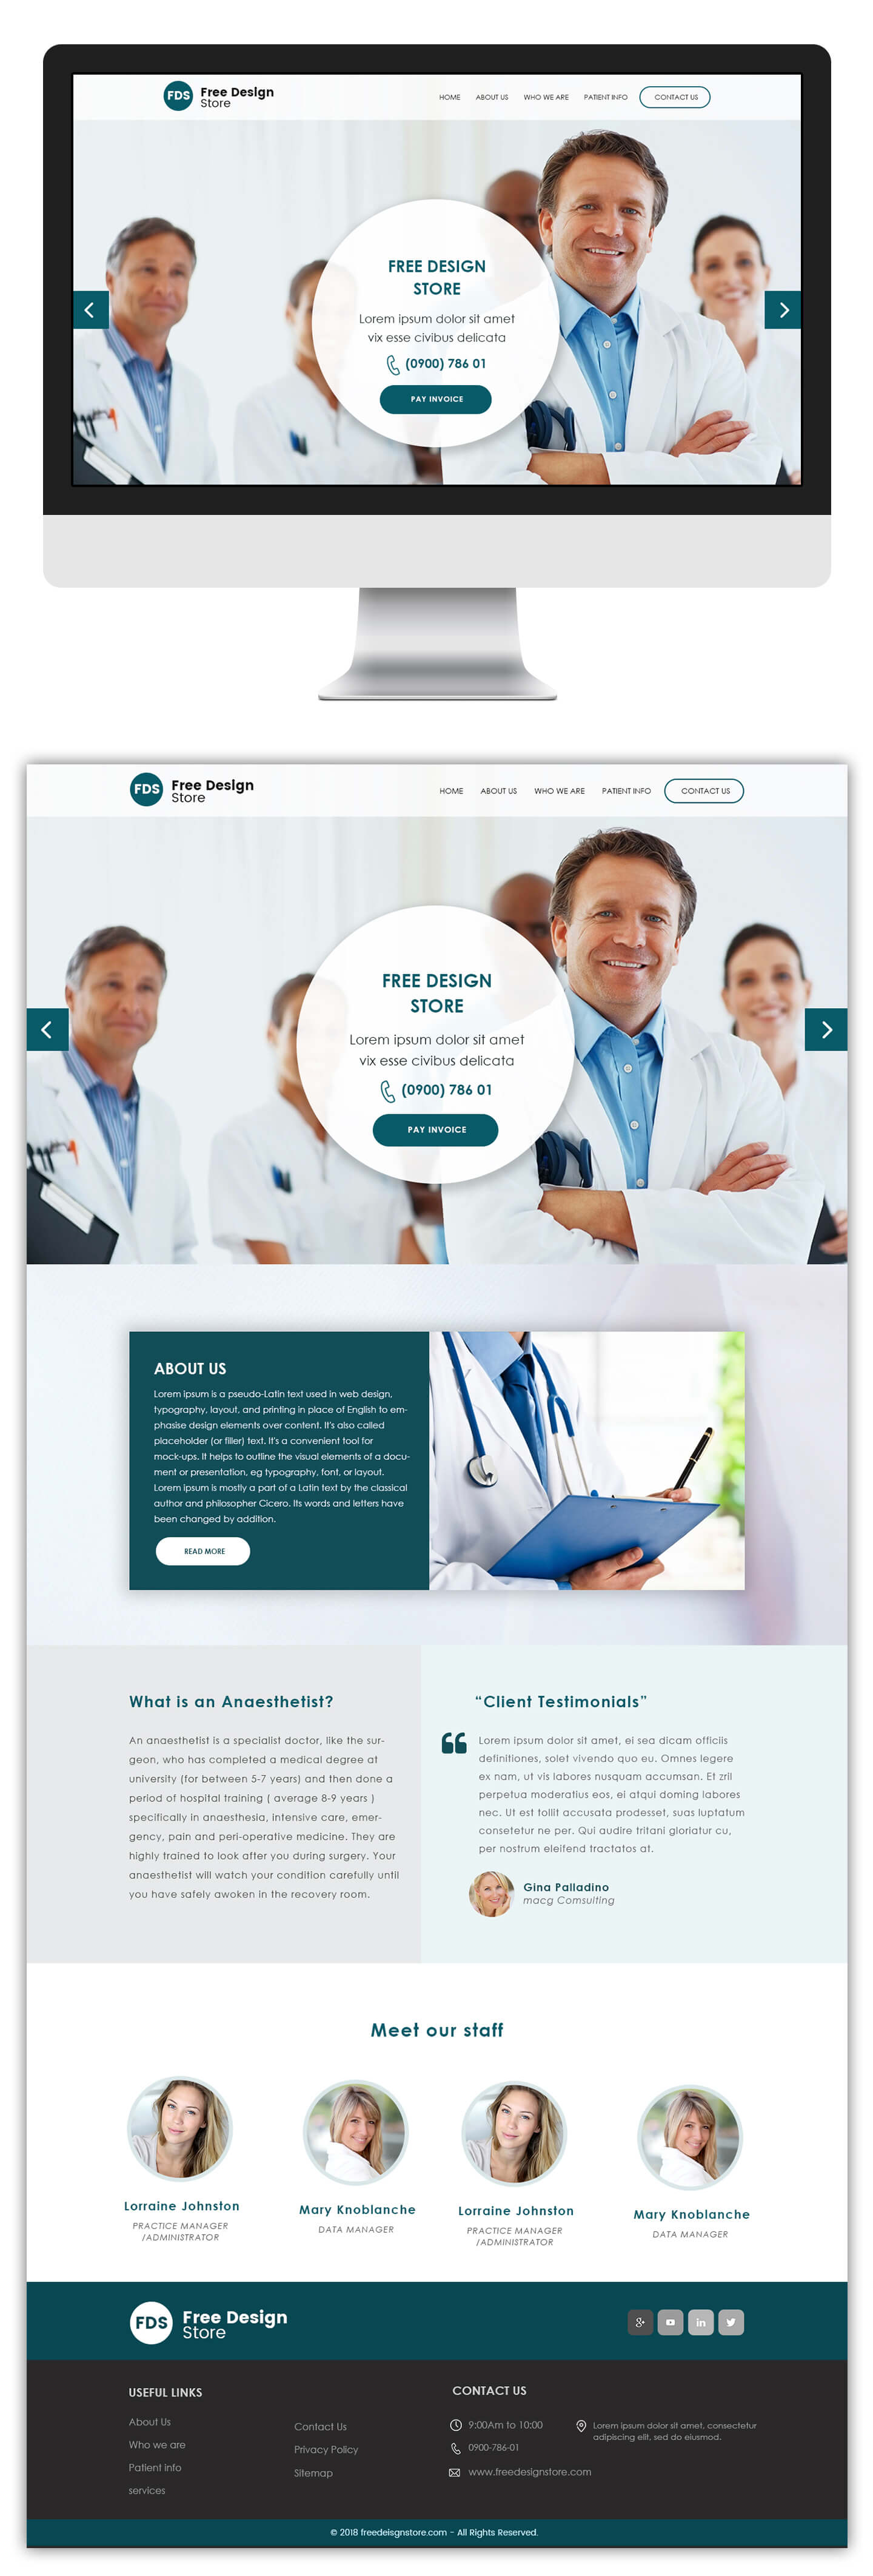 FDS Free Design
Store
HOME ABOUT US WHO WE ARE PATIENT INFO CONTACT US
FREE DESIGN
STORE
Lorem ipsum dolor sit amet
vix esse civibus delicata
(0900) 786 01
PAY INVOICE
FDS Free Design
Store
HOME ABOUT US WHO WE ARE PATIENT INFO CONTACT US
FREE DESIGN
STORE
Lorem ipsum dolor sit amet
vix esse civibus delicata
(0900) 786 01
PAY INVOICE
ABOUT US
Lorem ipsum is a pseudo-Latin text used in web design,
typography, layout, and printing in place of English to em-
phasise design elements over content. It's also called
placeholder (or filler) text. It's a convenient tool for
mock-ups. It helps to outline the visual elements of a docu-
ment or presentation, eg typography, font, or layout.
Lorem ipsum is mostly a part of a Latin text by the classical
author and philosopher Cicero. Its words and letters have
been changed by addition.
READ MORE
What is an Anaesthetist?
An anaesthetist is a specialist doctor, like the sur-
geon, who has completed a medical degree at
university (for between 5-7 years) and then done a
period of hospital training ( average 8-9 years )
specifically in anaesthesia, intensive care, emer-
gency, pain and peri-operative medicine. They are
highly trained to look after you during surgery. Your
anaesthetist will watch your condition carefully until
you have safely awoken in the recovery room.
“Client Testimonials”
Lorem ipsum dolor sit amet, ei sea dicam officiis
definitiones, solet vivendo quo eu. Omnes legere
ex nam, ut vis labores nusquam accumsan. Et zril
perpetua moderatius eos, ei atqui doming labores
nec. Ut est tollit accusata prodesset, suas luptatum
consetetur ne per. Qui audire tritani gloriatur cu,
per nostrum eleifend tractatos at.
Gina Palladino
macg Comsulting
Meet our staff
Lorraine Johnston
PRACTICE MANAGER
/ADMINISTRATOR
Mary Knoblanche
DATA MANAGER
Lorraine Johnston
PRACTICE MANAGER
/ADMINISTRATOR
Mary Knoblanche
DATA MANAGER
FDS Free Design
Store
USEFUL LINKS
About Us
Who we are
Patient info
services
Contact Us
Privacy Policy
Sitemap
CONTACT US
9:00Am to 10:00
0900-786-01
www.freedesignstore.com
Lorem ipsum dolor sit amet, consectetur
adipiscing elit, sed do eiusmod.
© 2018 freedeisgnstore.com - All Rights Reserved.